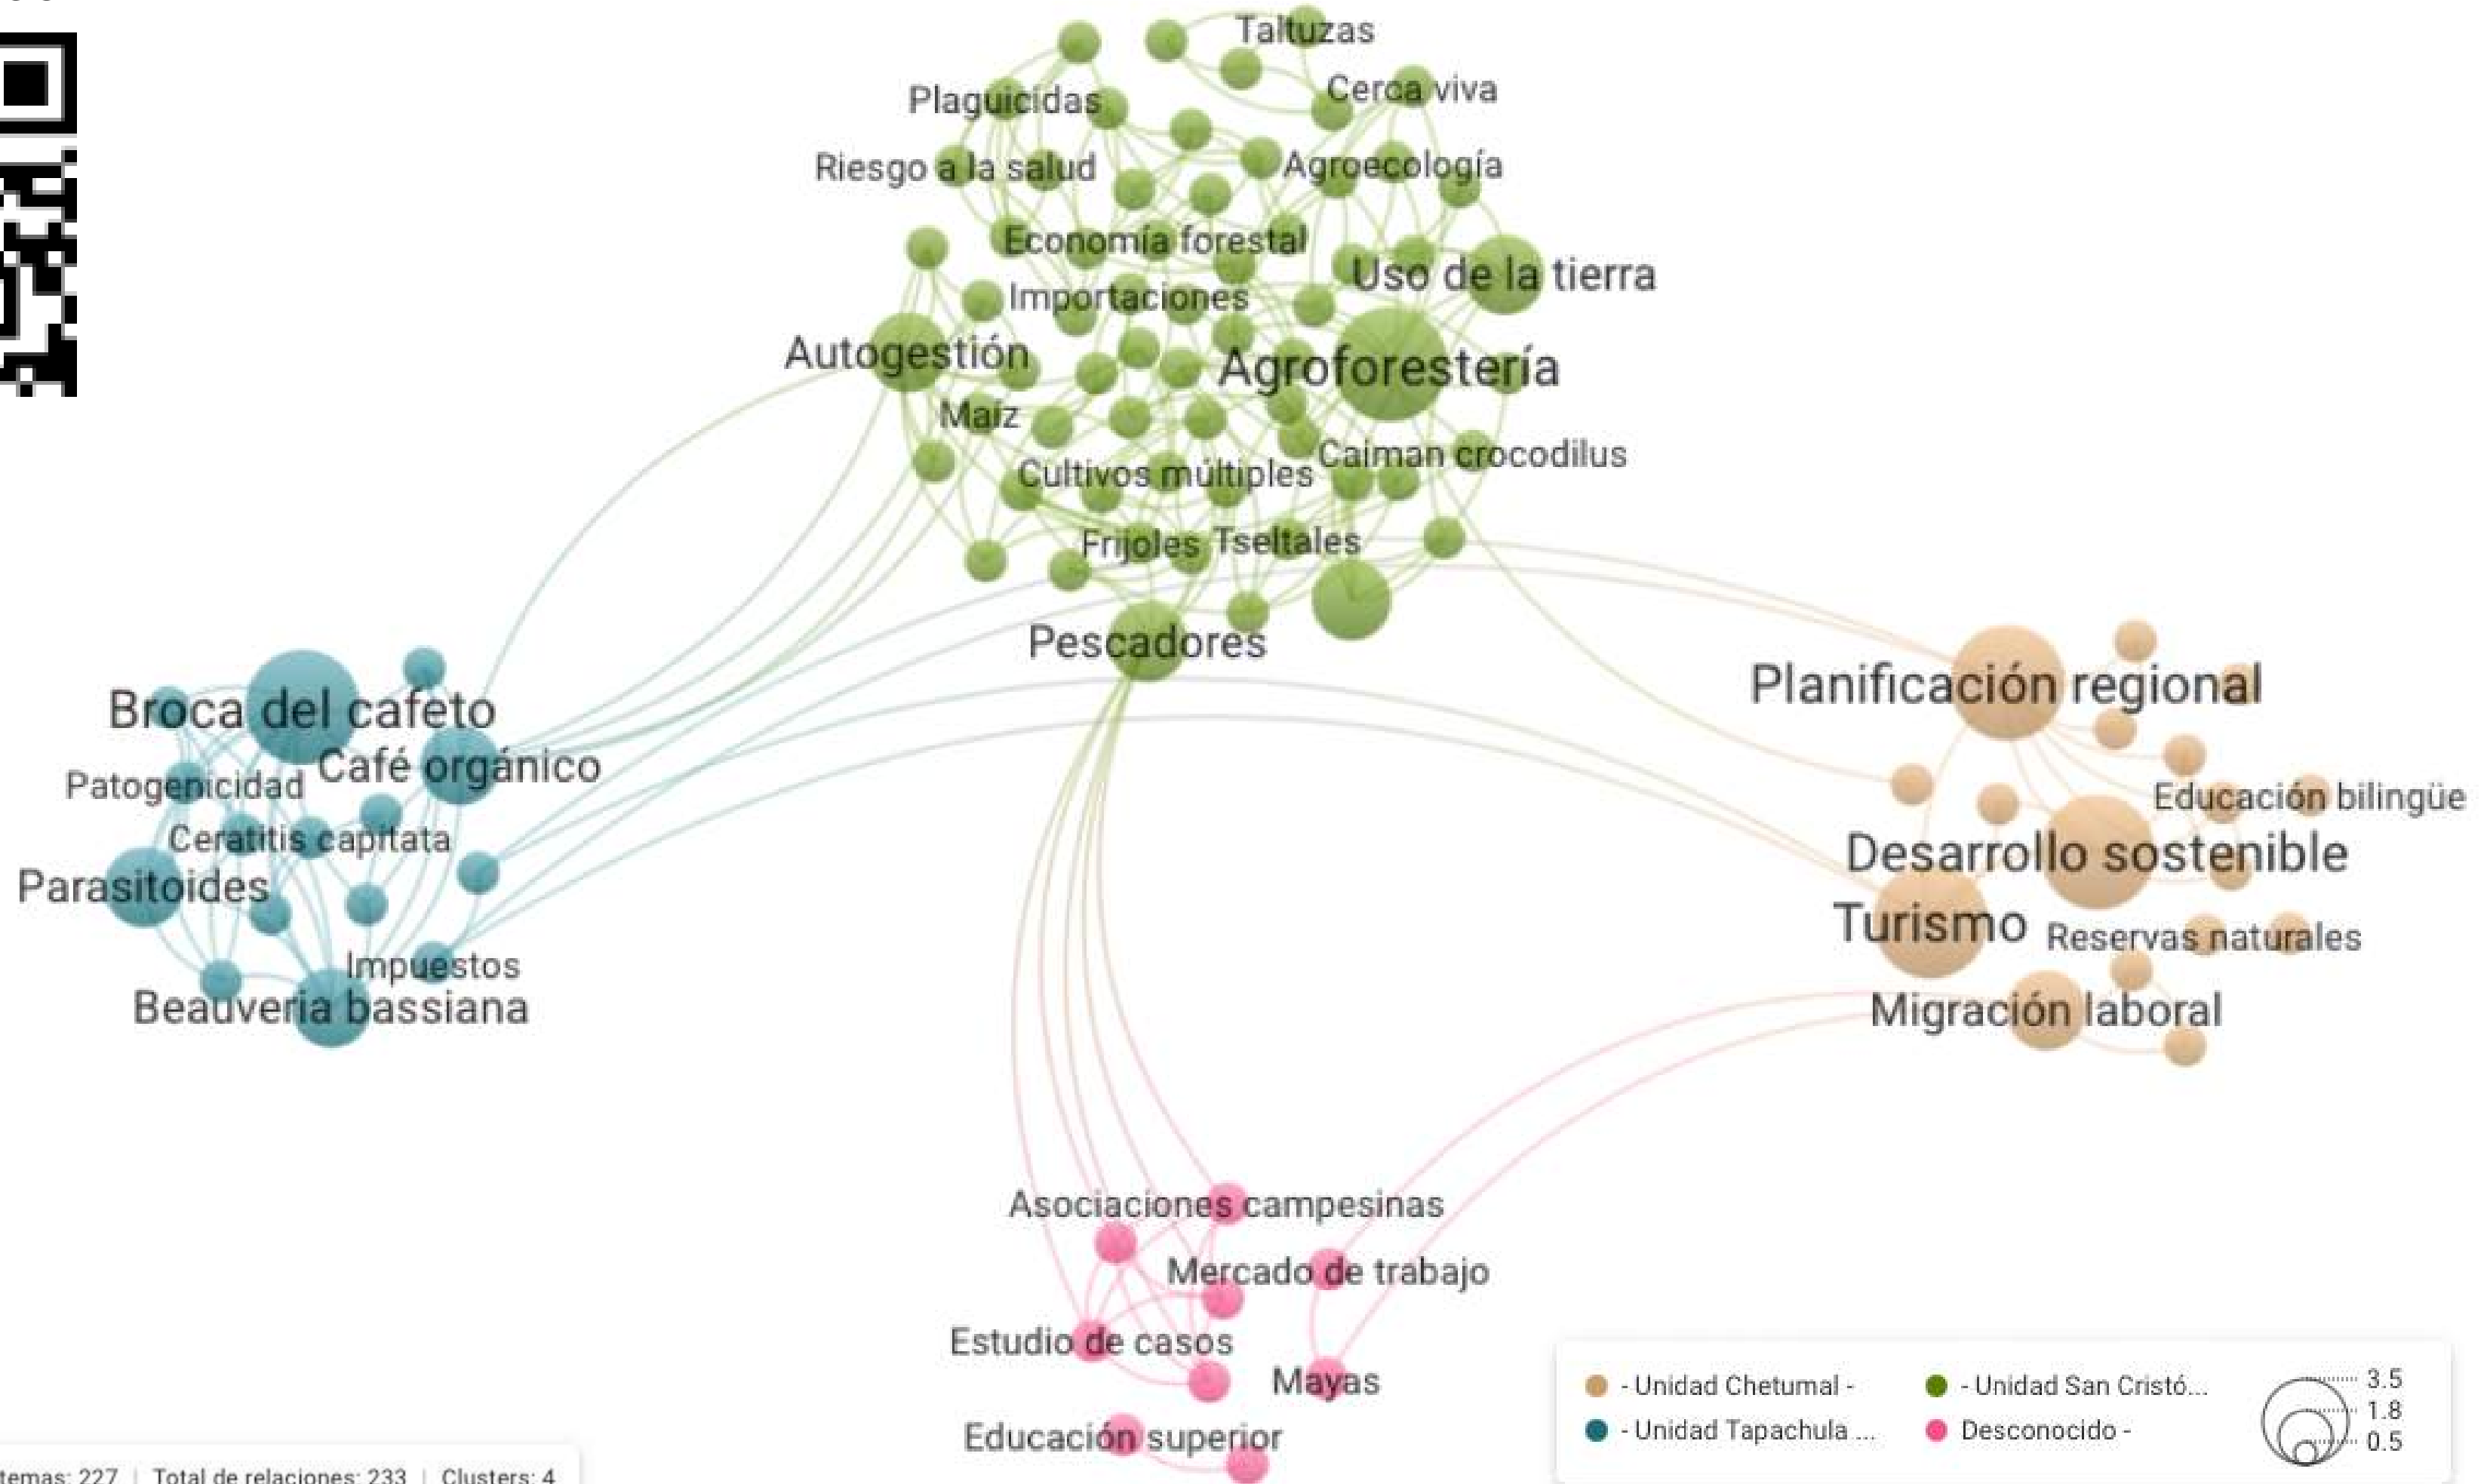 Taltuzas
Cerca viva
Plaguicidas
Riesgo a la salud
Agroecología
Economía forestal
Uso de la tierra
Importaciones
Autogestión
Agroforestería
Maíz
Caiman crocodilus
Cultivos múltiples
Frijoles
Tseltales
Pescadores
Broca del cafeto
Café orgánico
Patogenicidad
Ceratitis capitata
Parasitoides
Impuestos
Beauveria bassiana
Planificación regional
Educación bilingüe
Desarrollo sostenible
Turismo
Reservas naturales
Migración laboral
Asociaciones campesinas
Mercado de trabajo
Estudio de casos
Mayas
Educación superior
- Unidad Chetumal -
- Unidad San Cristó...
- Unidad Tapachula ...
Desconocido -
3.5
1.8
0.5
temas: 227 | Total de relaciones: 233 | Clusters: 4